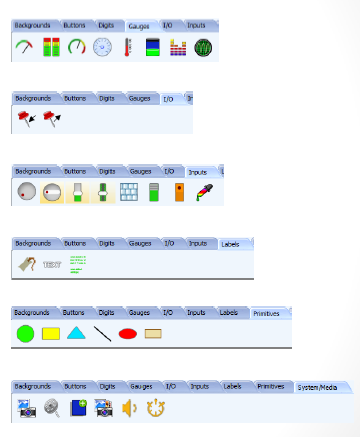 Backgrounds Buttons Digits Gauges I/O Inputs
Backgrounds Buttons Digits Gauges I/O In
Backgrounds Buttons Digits Gauges I/O Inputs L
Backgrounds Buttons Digits Gauges I/O Inputs Labels
TEXT
Backgrounds Buttons Digits Gauges I/O Inputs Labels Primitives
Backgrounds Buttons Digits Gauges I/O Inputs Labels Primitives System/Media